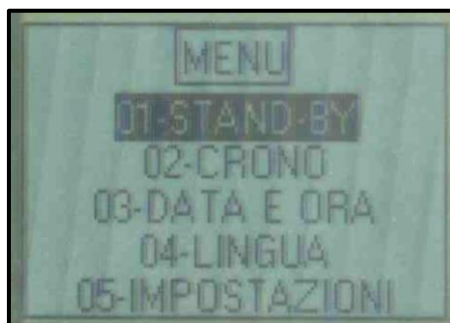 MENU
01-STAND-BY
02-CRONO
03-DATA E ORA
04-LINGUA
05-IMPOSTAZIONI